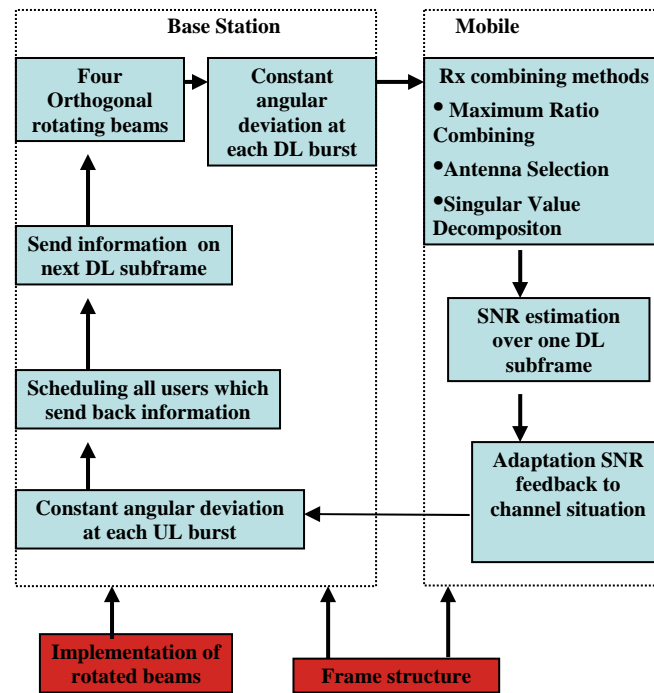 Base Station
Mobile
Four
Orthogonal
rotating beams
Constant
angular
deviation at
each DL burst
Rx combining methods
• Maximum Ratio
Combining
•Antenna Selection
•Singular Value
Decompositon
Send information on
next DL subframe
SNR estimation
over one DL
subframe
Scheduling all users which
send back information
Adaptation SNR
feedback to
channel situation
Constant angular deviation
at each UL burst
Implementation of
rotated beams
Frame structure